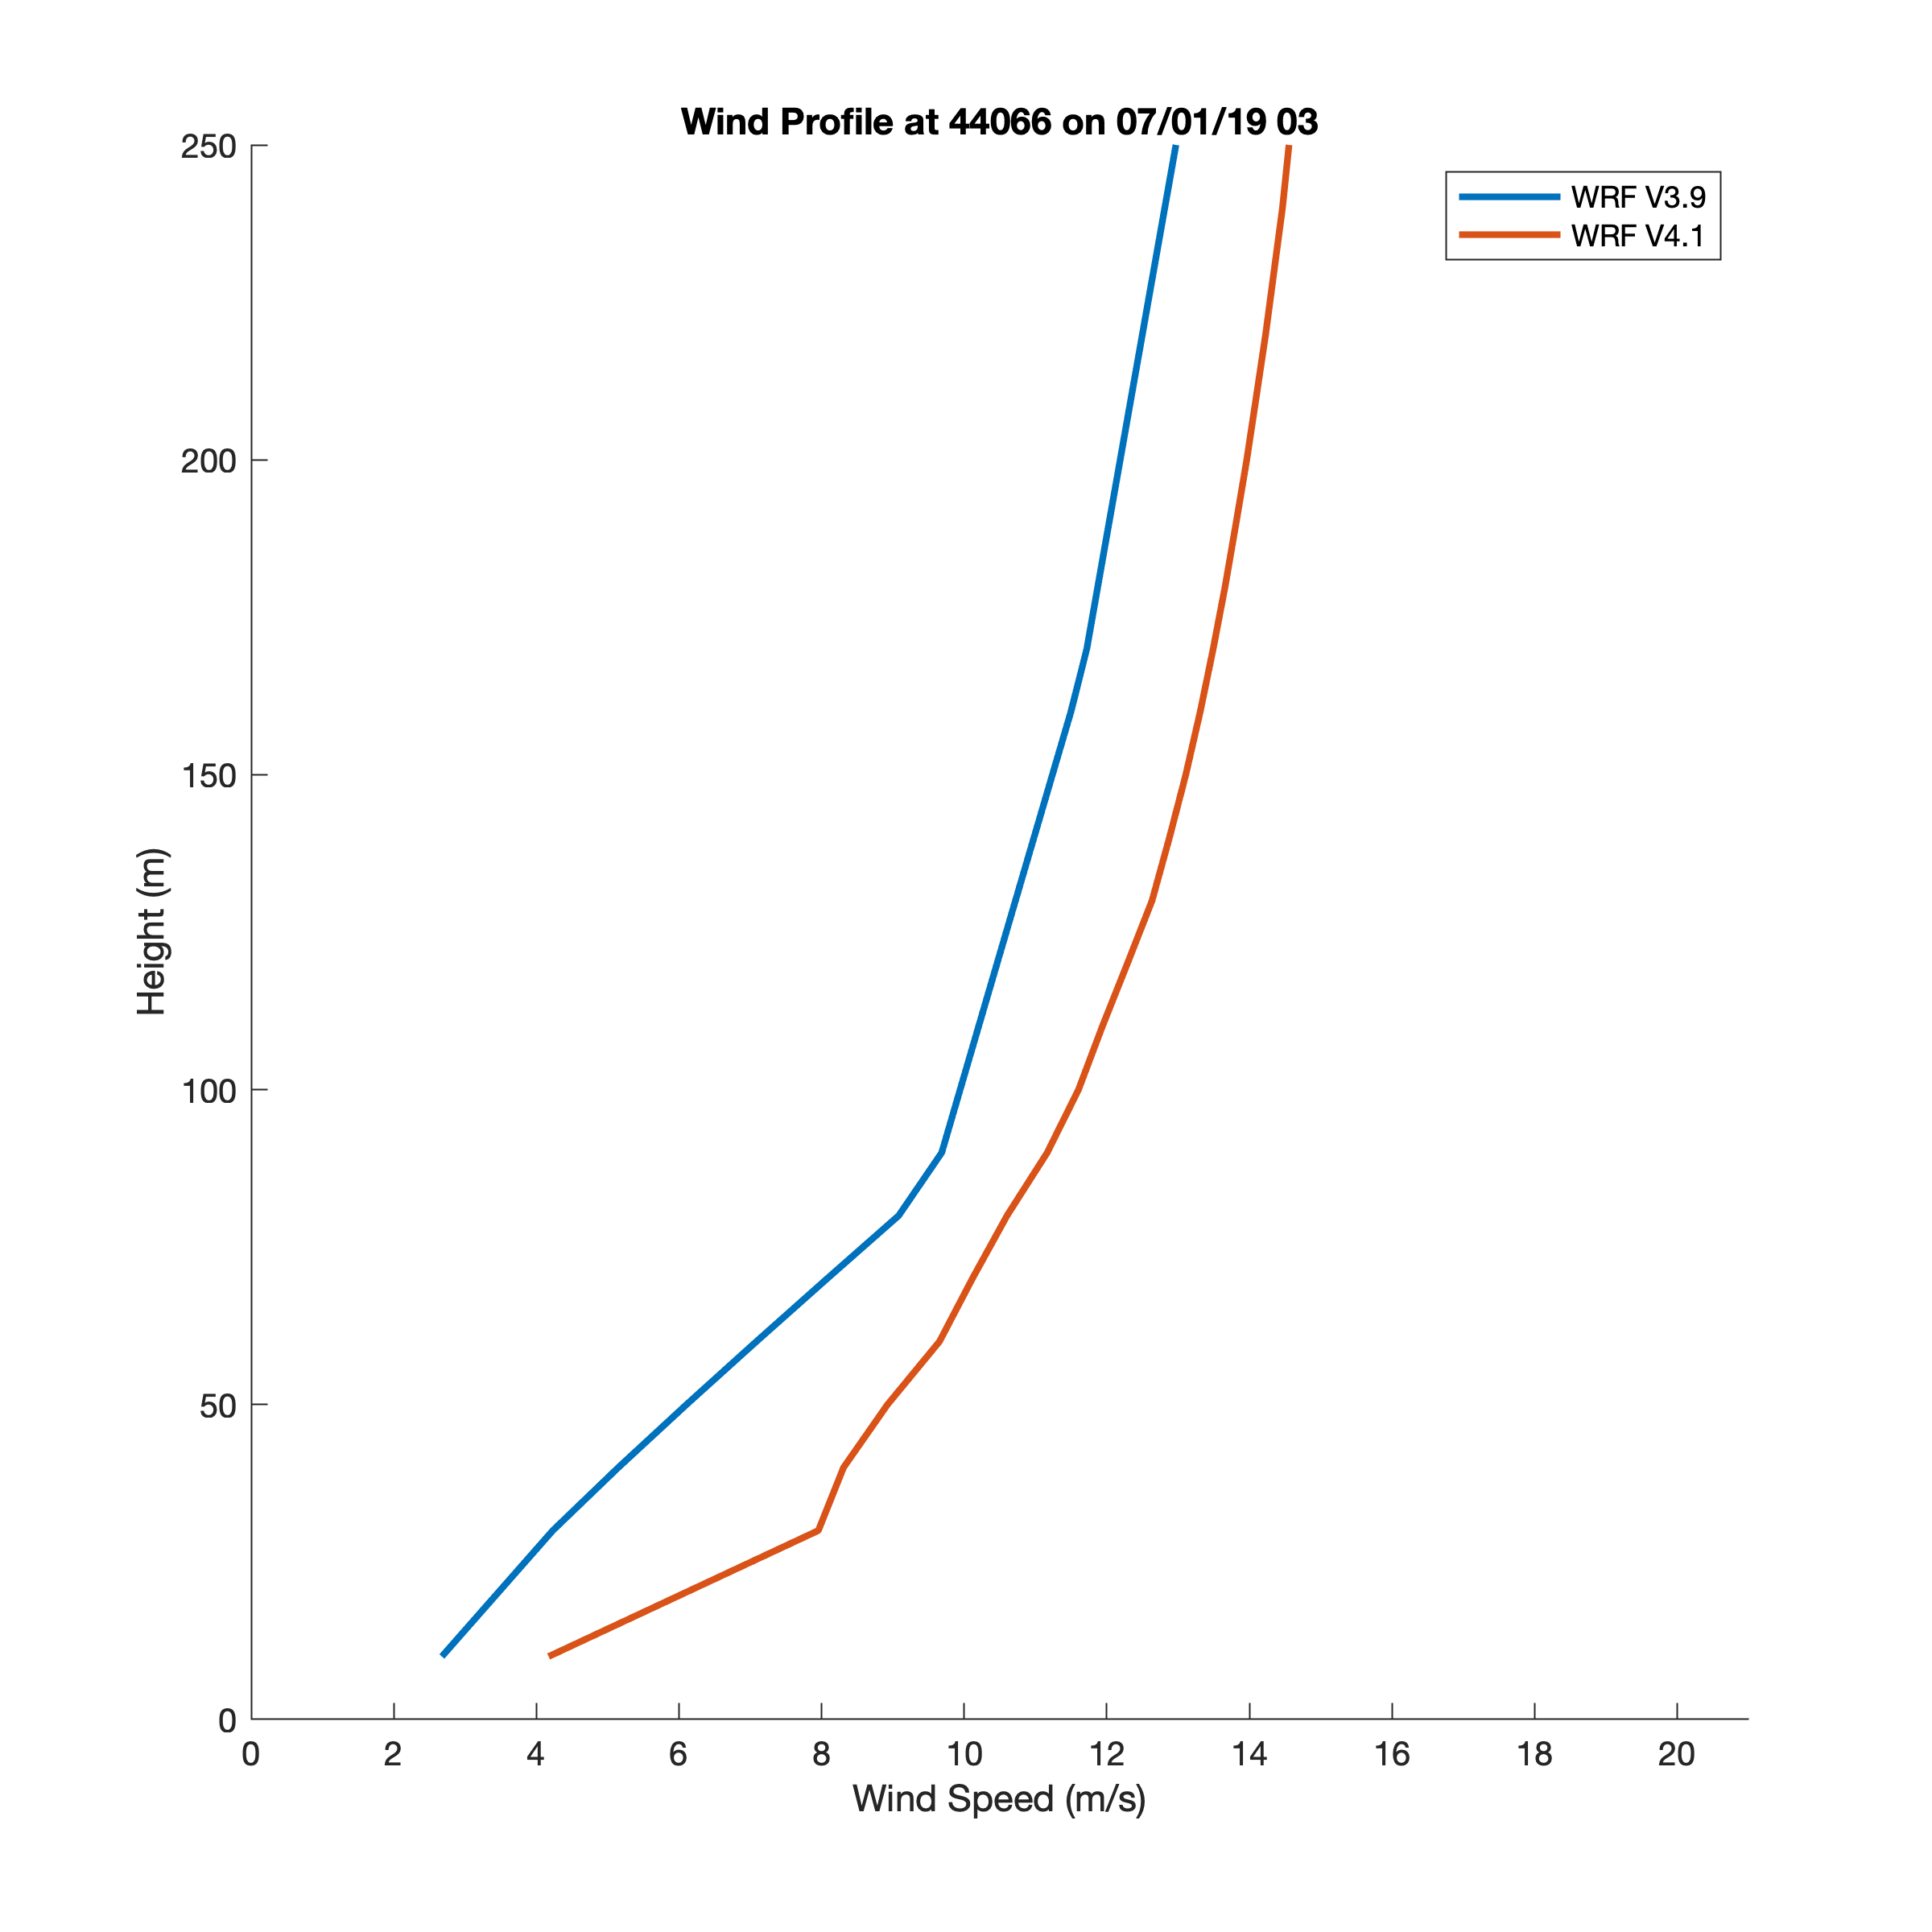 Wind Profile at 44066 on 07/01/19 03
WRF V3.9
WRF V4.1
250
200
150
100
50
0
Height (m)
0 2 4 6 8 10 12 14 16 18 20
Wind Speed (m/s)